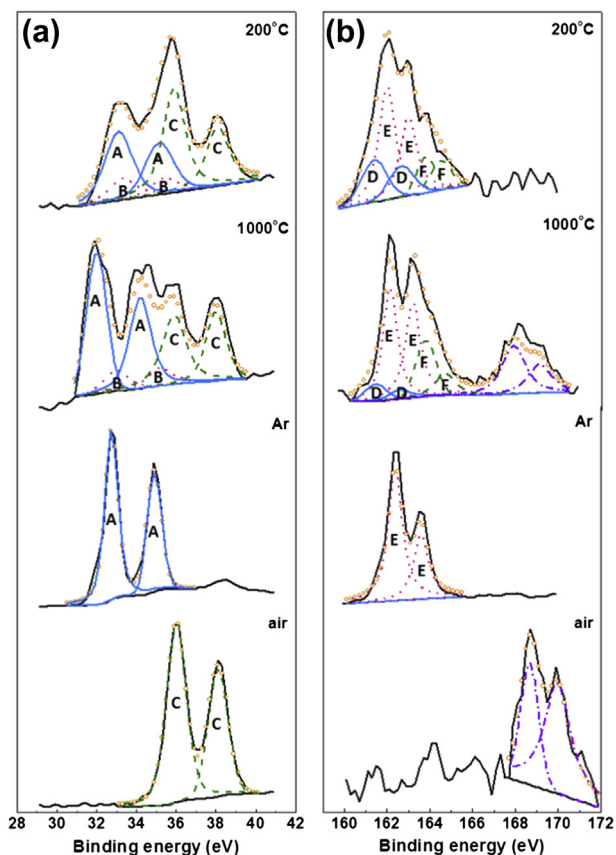 (a)
200°C
A
A
B
B
C
C
1000°C
A
A
B
B
C
C
Ar
A
A
air
C
C
28 30 32 34 36 38 40 42
Binding energy (eV)
(b)
200°C
E
E
D
D
F
F
1000°C
E
E
F
F
D
D
Ar
E
E
air
160 162 164 166 168 170 172
Binding energy (eV)